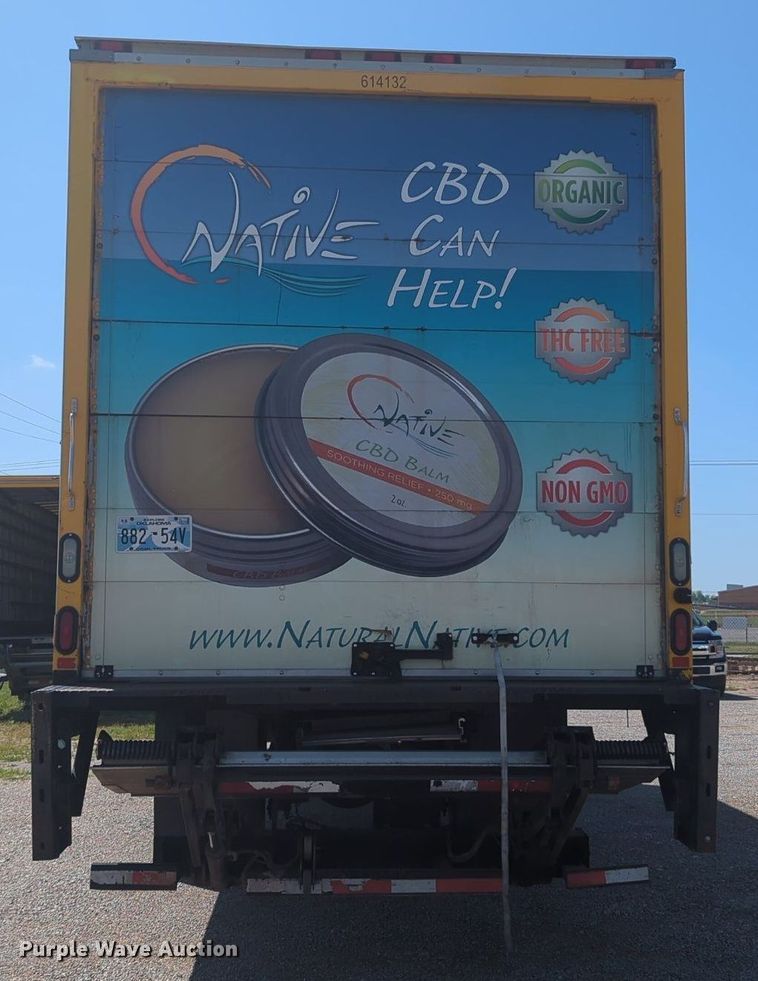 614132
Native
CBD
Can
Help!
ORGANIC
THC FREE
Native
CBD Balm
SOOTHING RELIEF • 250 mg
2 oz
NON GMO
OKLAHOMA
882-54V
www.NaturalNative.com
Purple Wave Auction